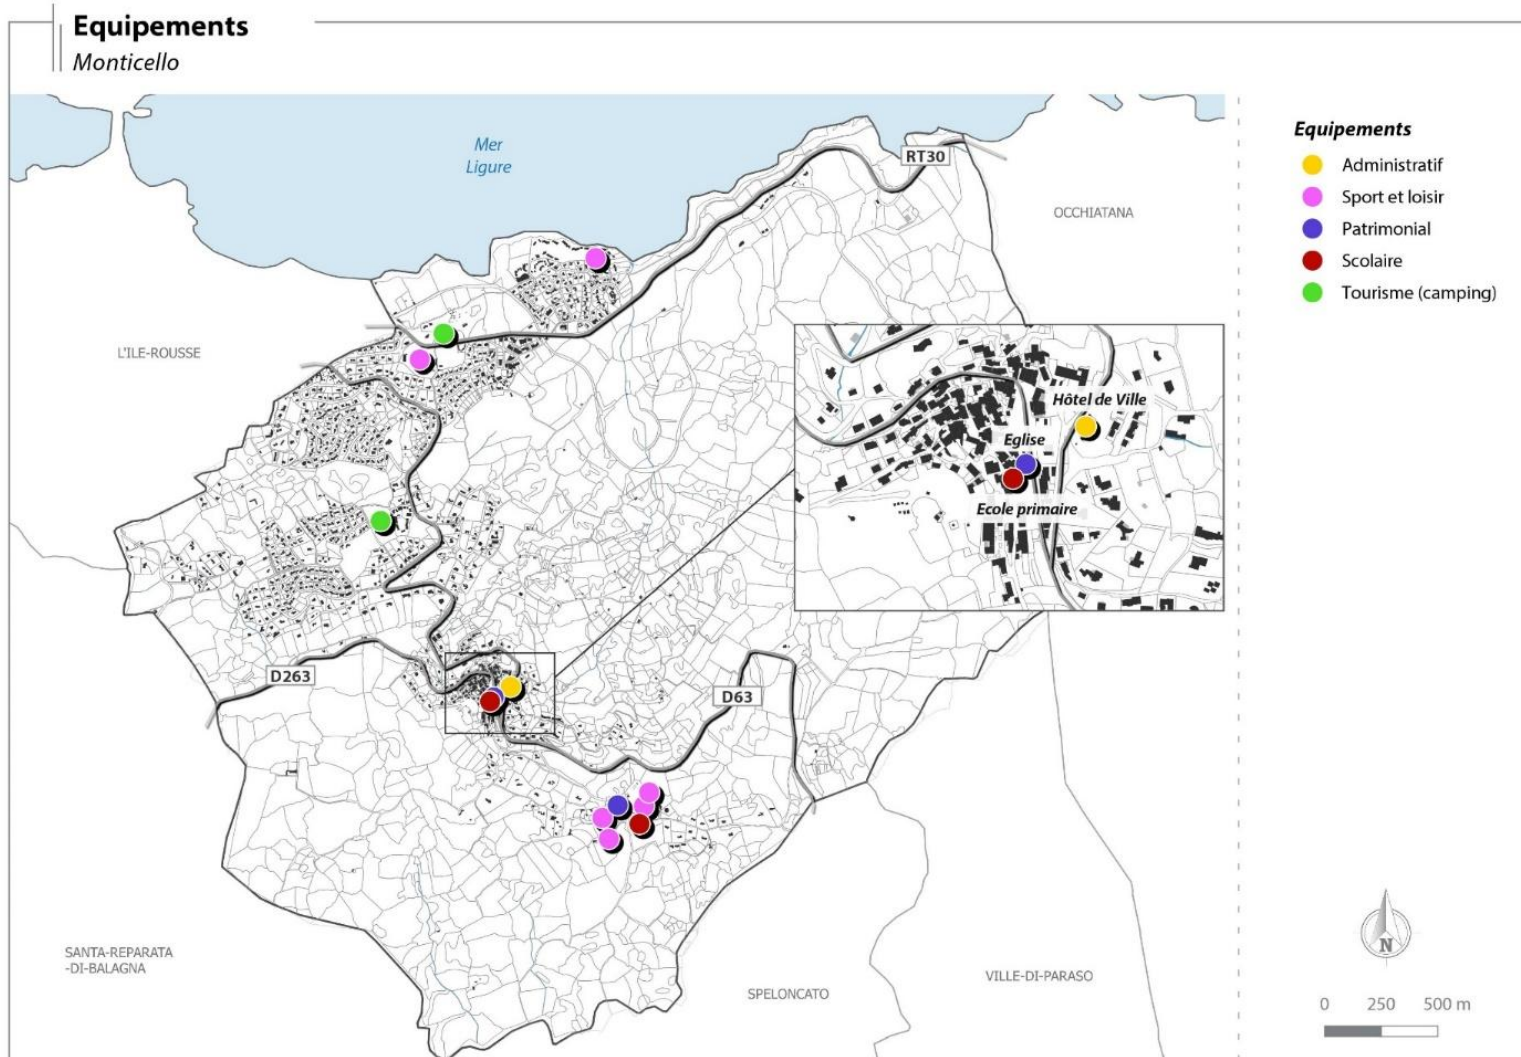 Equipements
Monticello
Mer
Ligure
RT30
OCCHIATANA
L'ILE-ROUSSE
Hôtel de Ville
Eglise
Ecole primaire
D263
D63
SANTA-REPARATA
-DI-BALAGNA
SPELONCATO
VILLE-DI-PARASO
Equipements
Administratif
Sport et loisir
Patrimonial
Scolaire
Tourisme (camping)
N
0 250 500 m